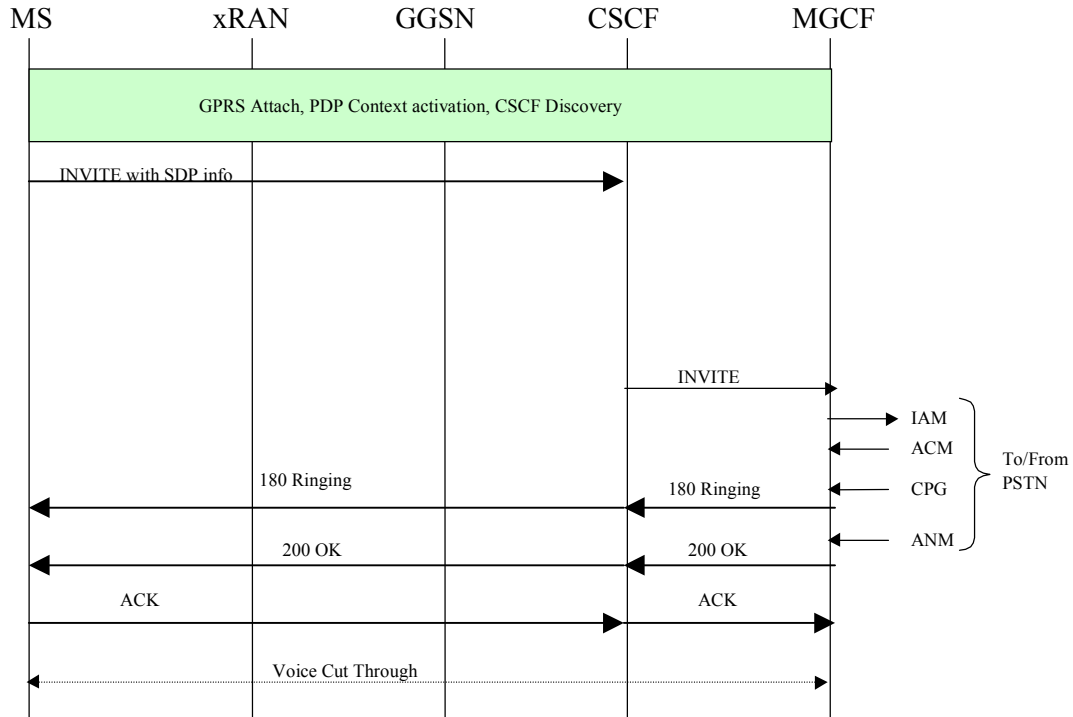 MS xRAN GGSN CSCF MGCF
GPRS Attach, PDP Context activation, CSCF Discovery
INVITE with SDP info
INVITE
IAM
ACM
To/From
PSTN
180 Ringing
180 Ringing
CPG
ANM
200 OK
200 OK
ACK
ACK
Voice Cut Through